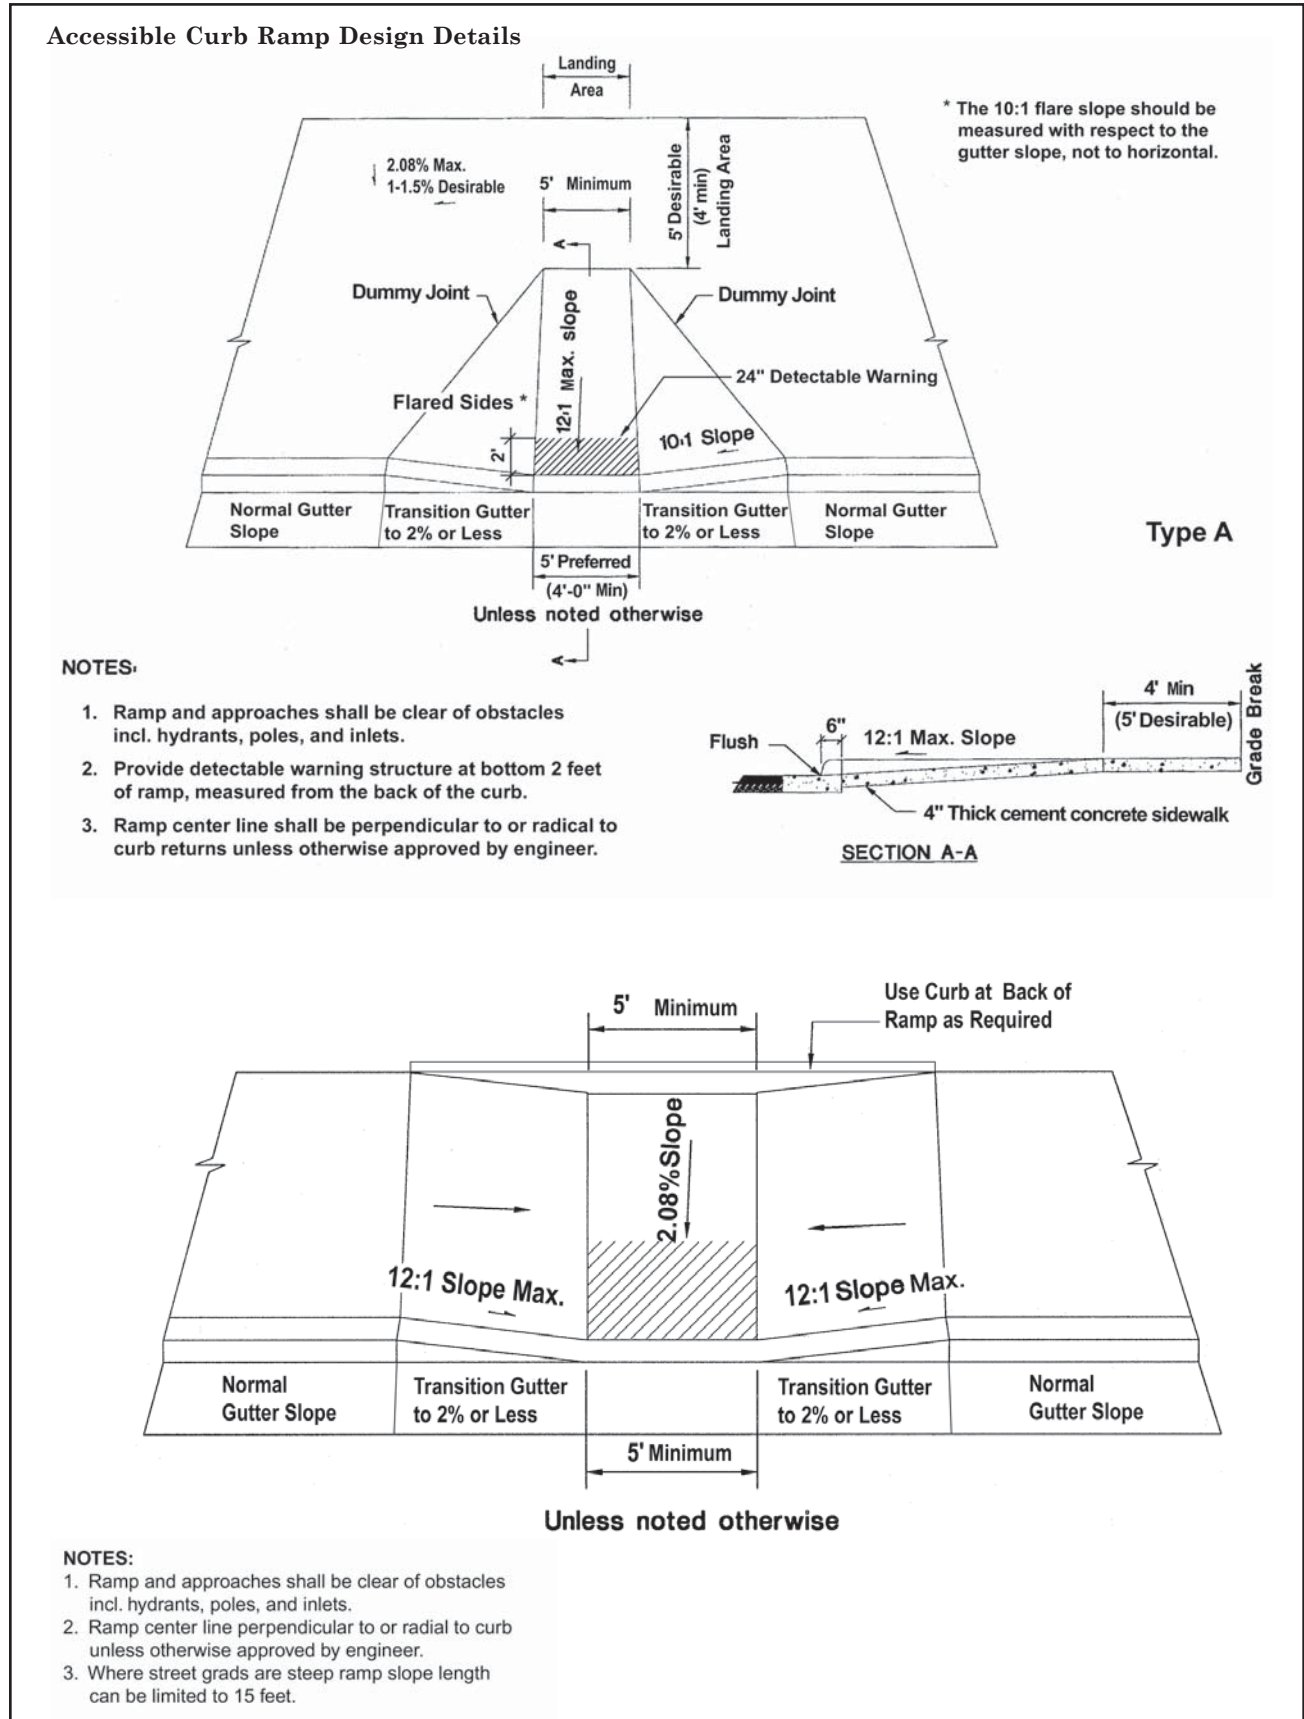 Accessible Curb Ramp Design Details
Landing
Area
* The 10:1 flare slope should be
measured with respect to the
gutter slope, not to horizontal.
2.08% Max.
1-1.5% Desirable
5' Minimum
5' Desirable
(4' min)
Landing Area
A
Dummy Joint
Dummy Joint
12:1 Max. slope
24" Detectable Warning
Flared Sides *
2'
10:1 Slope
Normal Gutter
Slope
Transition Gutter
to 2% or Less
Transition Gutter
to 2% or Less
Normal Gutter
Slope
Type A
5' Preferred
(4'-0" Min)
Unless noted otherwise
A
NOTES:
1. Ramp and approaches shall be clear of obstacles
incl. hydrants, poles, and inlets.
2. Provide detectable warning structure at bottom 2 feet
of ramp, measured from the back of the curb.
3. Ramp center line shall be perpendicular to or radical to
curb returns unless otherwise approved by engineer.
4' Min
(5' Desirable)
Grade Break
6"
Flush
12:1 Max. Slope
4" Thick cement concrete sidewalk
SECTION A-A
5' Minimum
Use Curb at Back of
Ramp as Required
2.08%Slope
12:1 Slope Max.
12:1 Slope Max.
Normal
Gutter Slope
Transition Gutter
to 2% or Less
Transition Gutter
to 2% or Less
Normal
Gutter Slope
5' Minimum
Unless noted otherwise
NOTES:
1. Ramp and approaches shall be clear of obstacles
incl. hydrants, poles, and inlets.
2. Ramp center line perpendicular to or radial to curb
unless otherwise approved by engineer.
3. Where street grads are steep ramp slope length
can be limited to 15 feet.